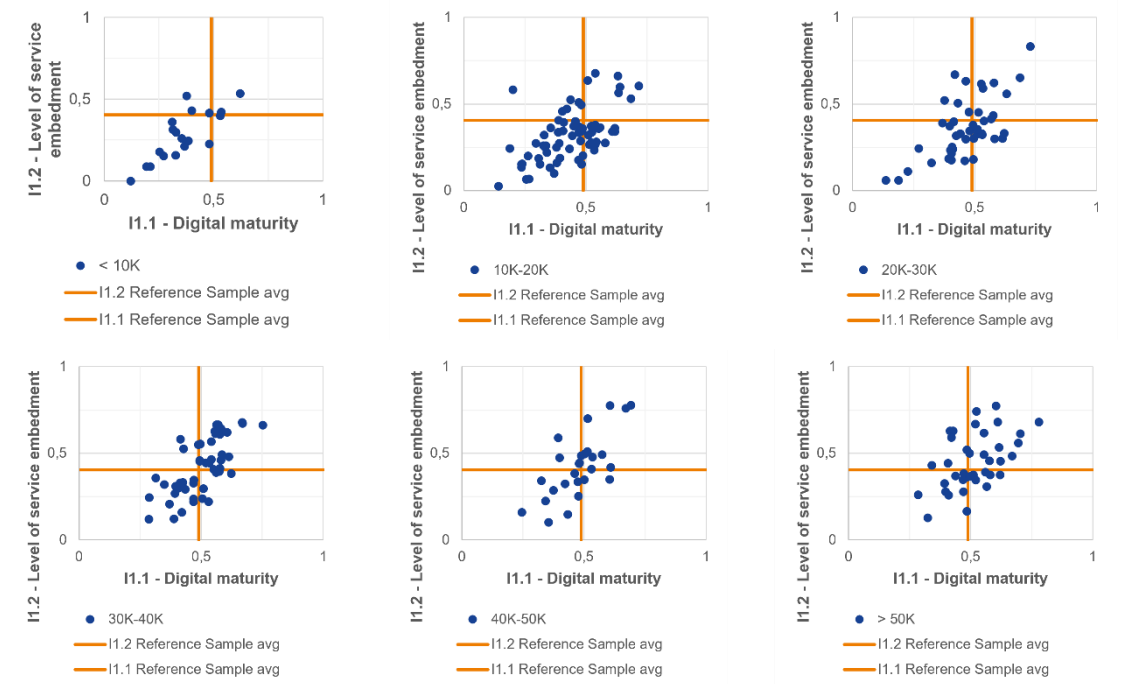 I1.2 - Level of service
embedment
1
0,5
0
0
0,5
1
I1.1 - Digital maturity
< 10K
I1.2 Reference Sample avg
I1.1 Reference Sample avg
I1.2 - Level of service embedment
1
0,5
0
0
0,5
1
I1.1 - Digital maturity
10K-20K
I1.2 Reference Sample avg
I1.1 Reference Sample avg
I1.2 - Level of service embedment
1
0,5
0
0
0,5
1
I1.1 - Digital maturity
20K-30K
I1.2 Reference Sample avg
I1.1 Reference Sample avg
I1.2 - Level of service embedment
1
0,5
0
0
0,5
1
I1.1 - Digital maturity
30K-40K
I1.2 Reference Sample avg
I1.1 Reference Sample avg
I1.2 - Level of service embedment
1
0,5
0
0
0,5
1
I1.1 - Digital maturity
40K-50K
I1.2 Reference Sample avg
I1.1 Reference Sample avg
I1.2 - Level of service embedment
1
0,5
0
0
0,5
1
I1.1 - Digital maturity
> 50K
I1.2 Reference Sample avg
I1.1 Reference Sample avg